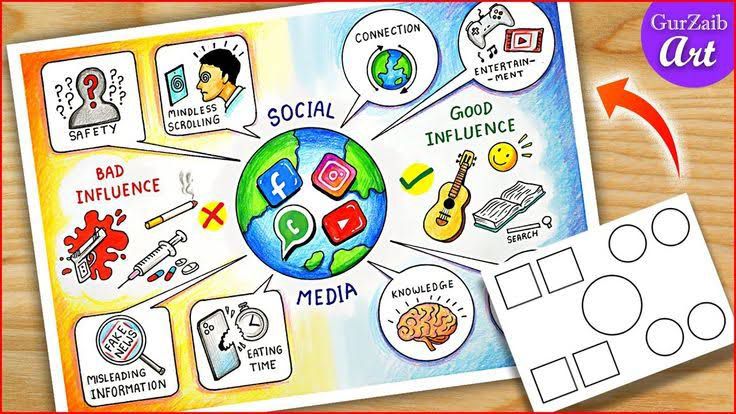 GurZaib
Art
CONNECTION
ENTERTAIN-
MENT
SAFETY
MINDLESS
SCROLLING
SOCIAL
GOOD
INFLUENCE
BAD
INFLUENCE
SEARCH
MEDIA
KNOWLEDGE
FAKE
NEWS
MISLEADING
INFORMATION
EATING
TIME